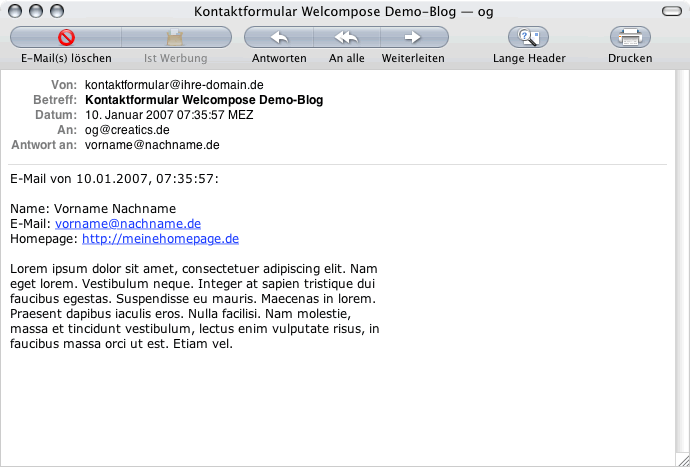 Kontaktformular Welcompose Demo-Blog — og
E-Mail(s) löschen Ist Werbung Antworten An alle Weiterleiten Lange Header Drucken
Von: kontaktformular@ihre-domain.de
Betreff: Kontaktformular Welcompose Demo-Blog
Datum: 10. Januar 2007 07:35:57 MEZ
An: og@creatics.de
Antwort an: vorname@nachname.de
E-Mail von 10.01.2007, 07:35:57:
Name: Vorname Nachname
E-Mail: vorname@nachname.de
Homepage: http://meinehomepage.de
Lorem ipsum dolor sit amet, consectetuer adipiscing elit. Nam
eget lorem. Vestibulum neque. Integer at sapien tristique dui
faucibus egestas. Suspendisse eu mauris. Maecenas in lorem.
Praesent dapibus iaculis eros. Nulla facilisi. Nam molestie,
massa et tincidunt vestibulum, lectus enim vulputate risus, in
faucibus massa orci ut est. Etiam vel.